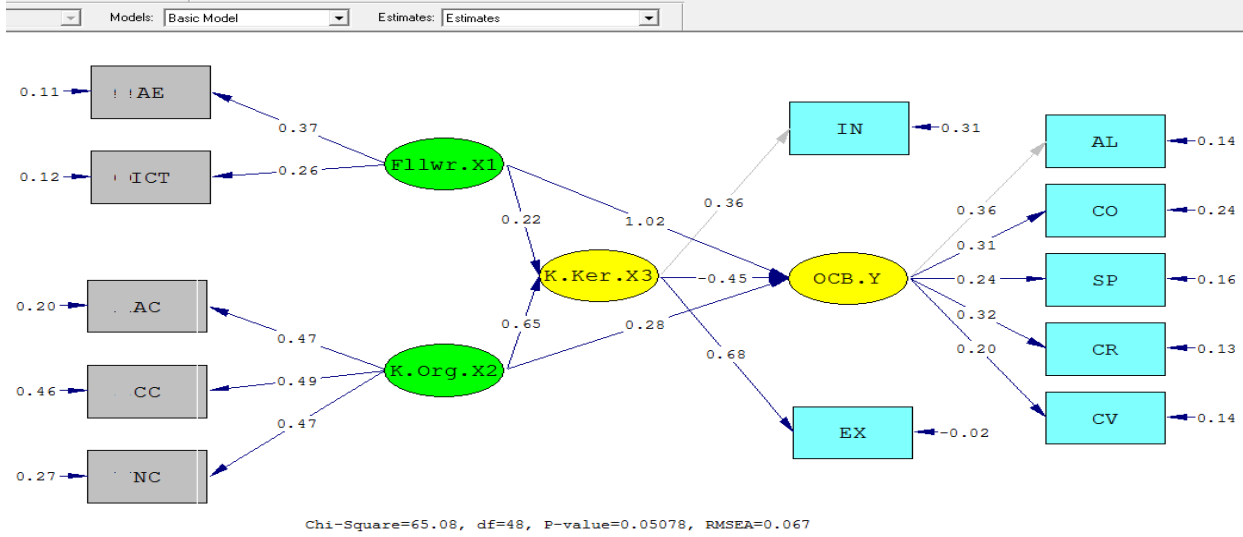 Models: Basic Model
Estimates: Estimates
0.11
AE
0.12
ICT
0.20
AC
0.46
CC
0.27
NC
0.37
0.26
0.47
0.49
0.47
Fllwr.X1
K.Org.X2
0.22
0.65
1.02
0.28
K.Ker.X3
0.36
-0.45
0.68
IN
0.31
EX
-0.02
OCB.Y
0.36
0.31
0.24
0.32
0.20
AL
0.14
CO
0.24
SP
0.16
CR
0.13
CV
0.14
Chi-Square=65.08, df=48, P-value=0.05078, RMSEA=0.067